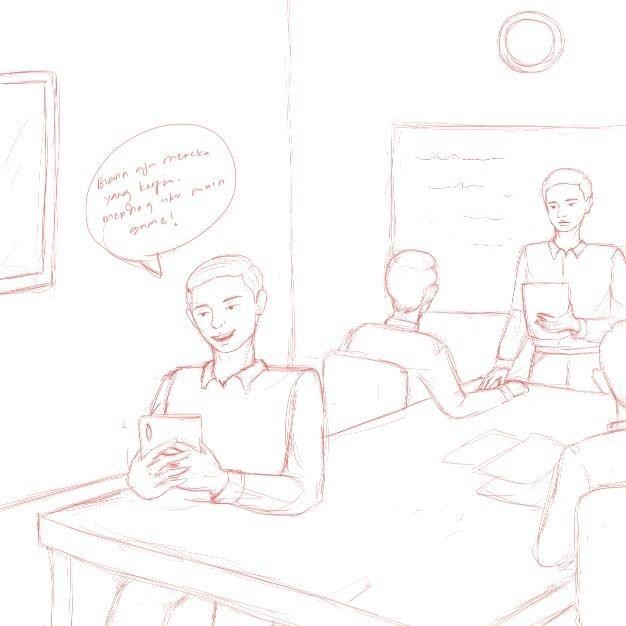 Biarin aja mereka
yang kerja.
mending aku main
game!